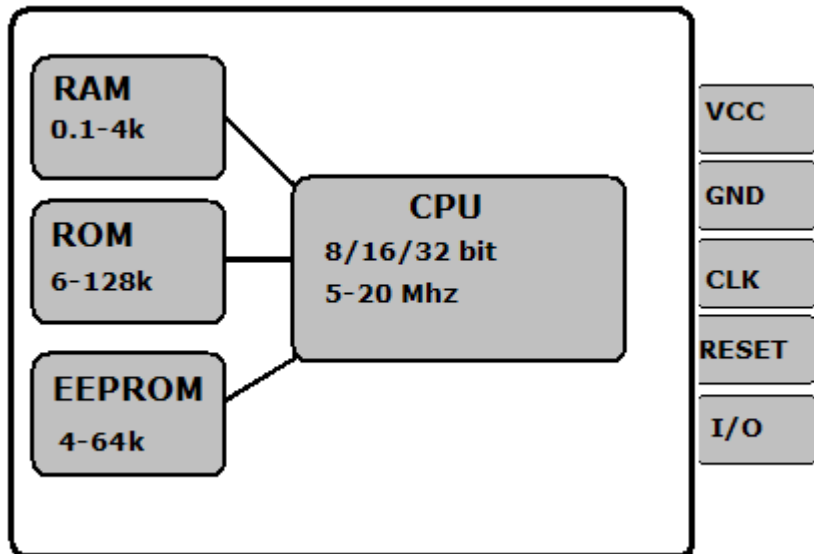 RAM
0.1-4k
ROM
6-128k
EEPROM
4-64k
CPU
8/16/32 bit
5-20 Mhz
VCC
GND
CLK
RESET
I/O